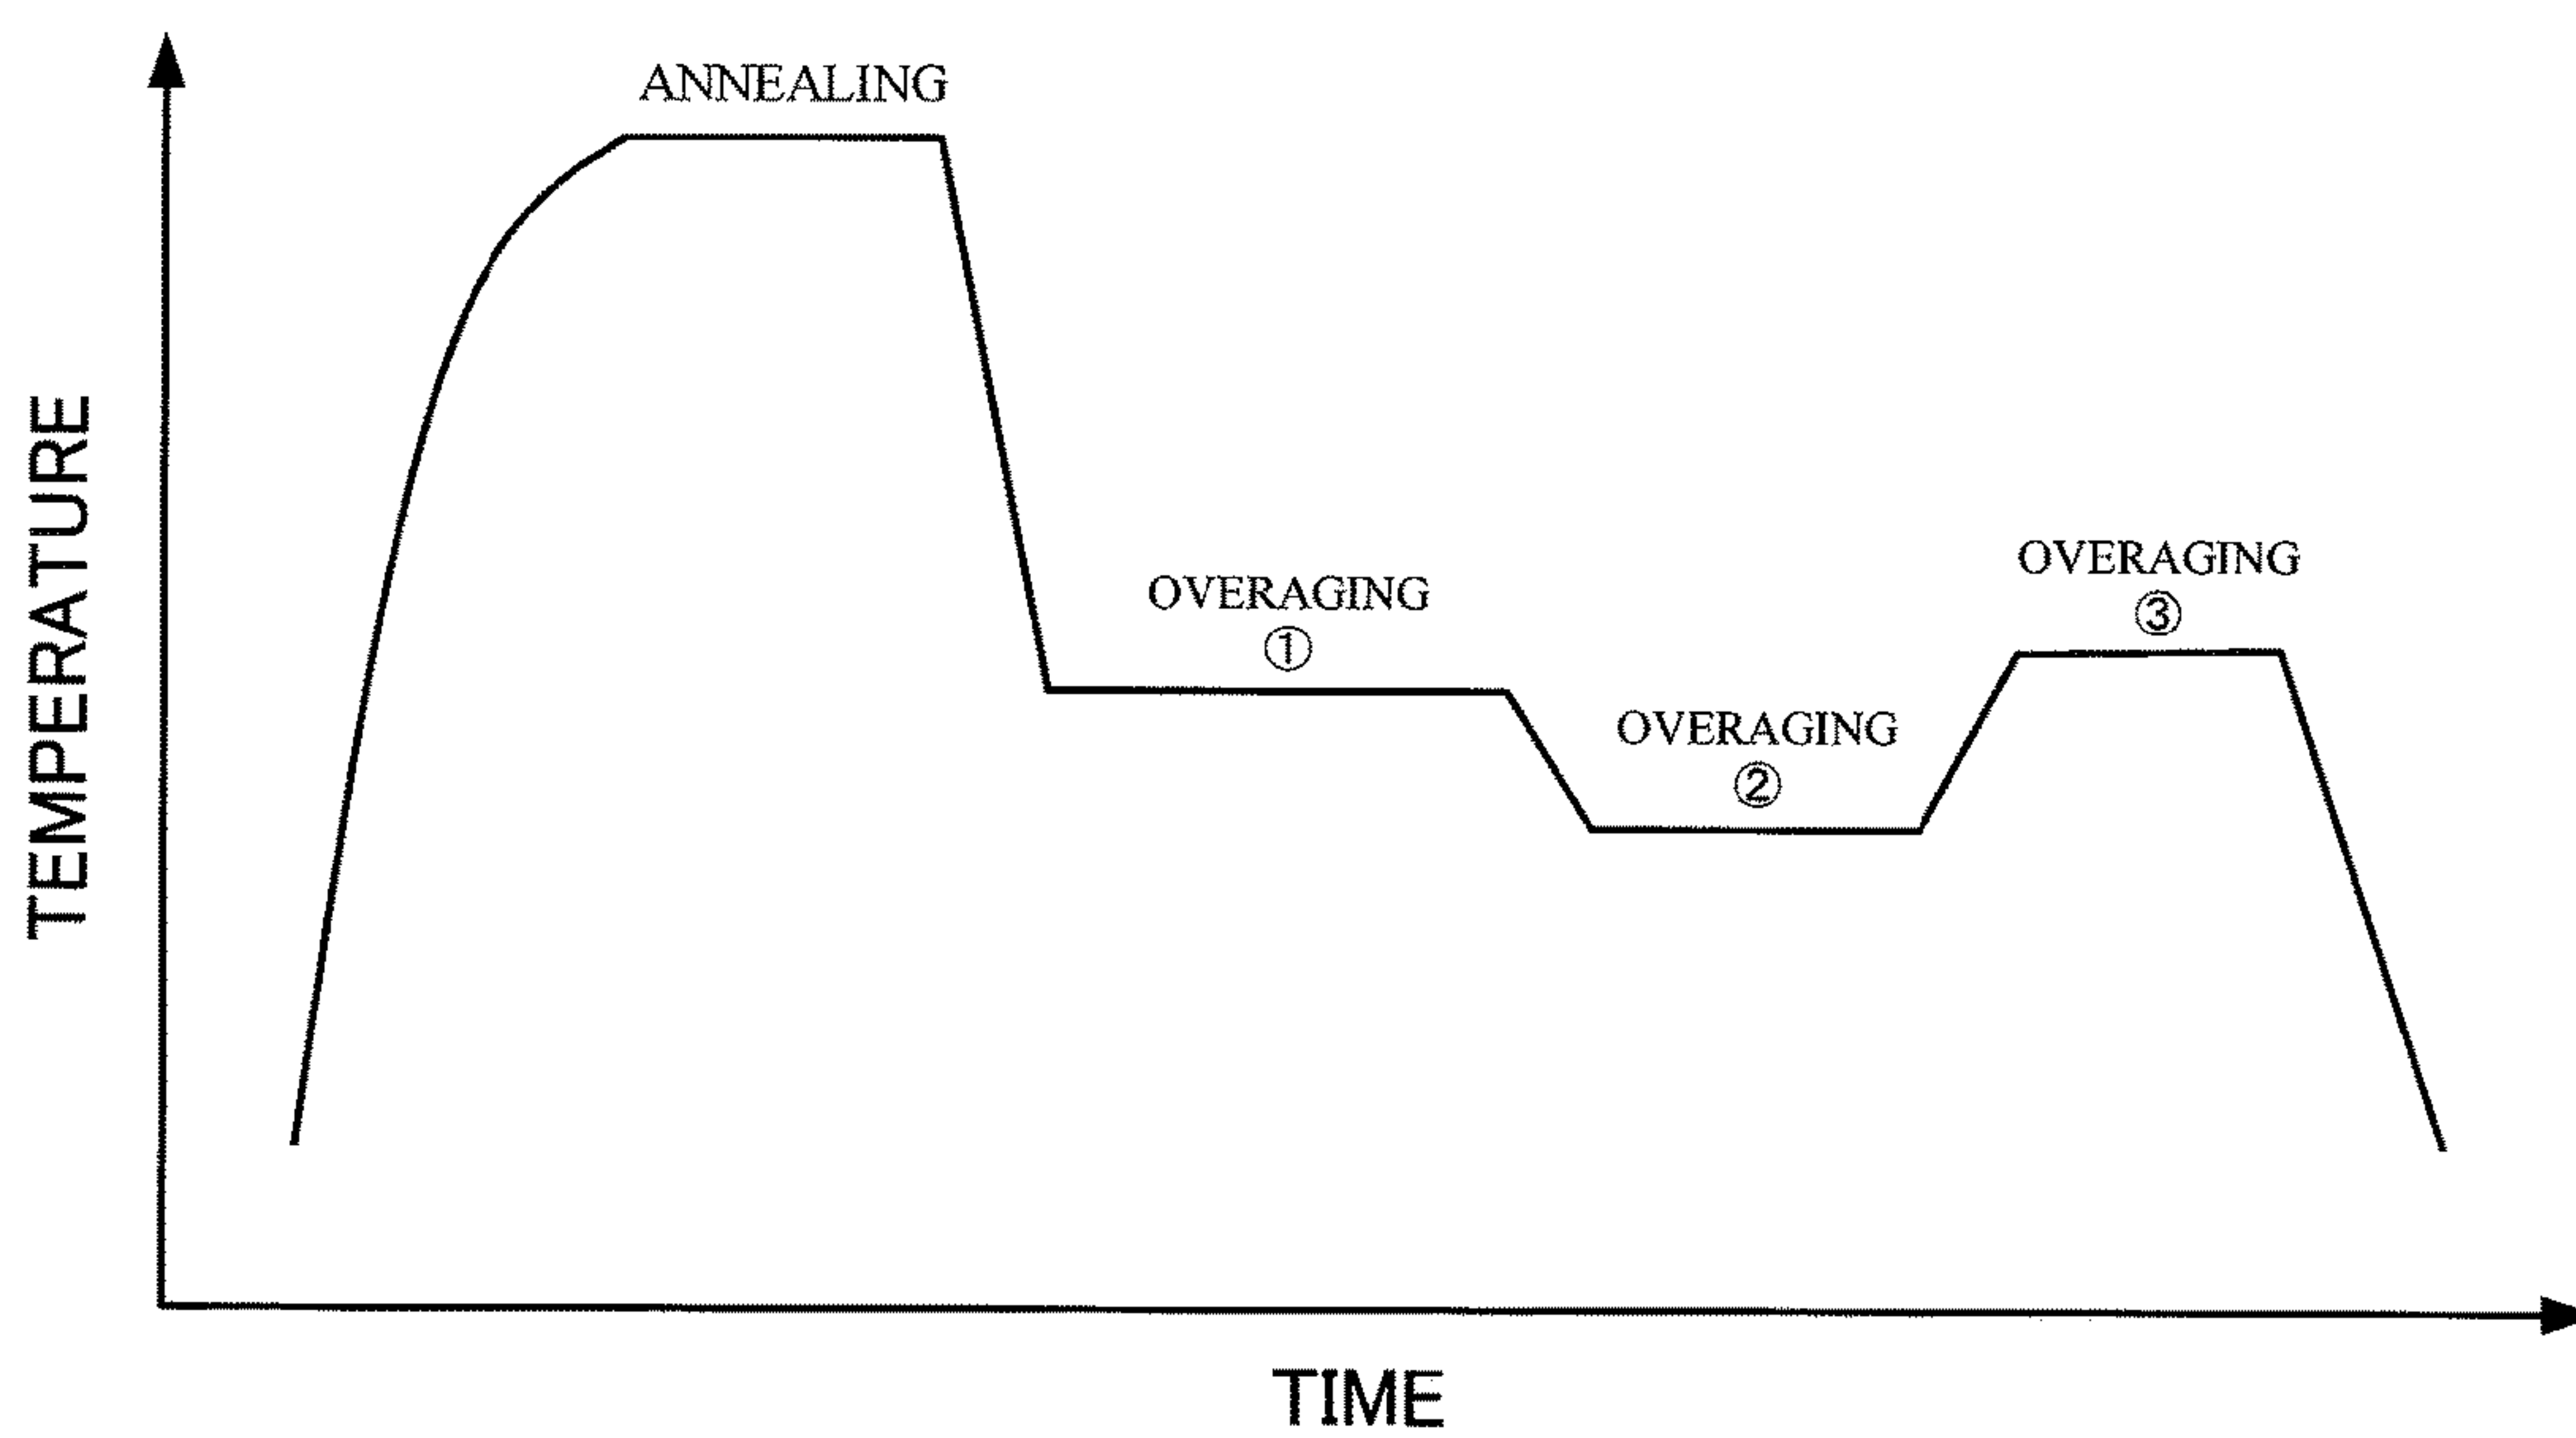 ANNEALING
TEMPERATURE
OVERAGING
①
OVERAGING
②
OVERAGING
③
TIME